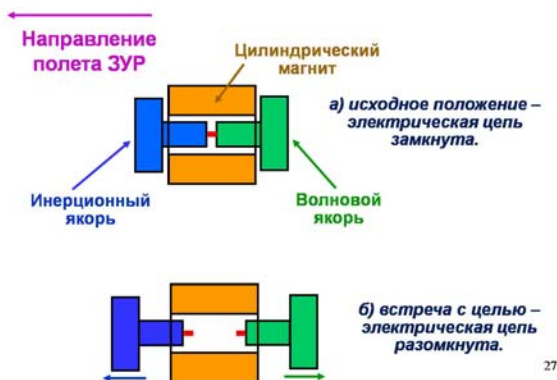 Направление
полета ЗУР
Цилиндрический
магнит
а) исходное положение –
электрическая цепь
замкнута.
Инерционный
якорь
Волновой
якорь
б) встреча с целью –
электрическая цепь
разомкнута.
27